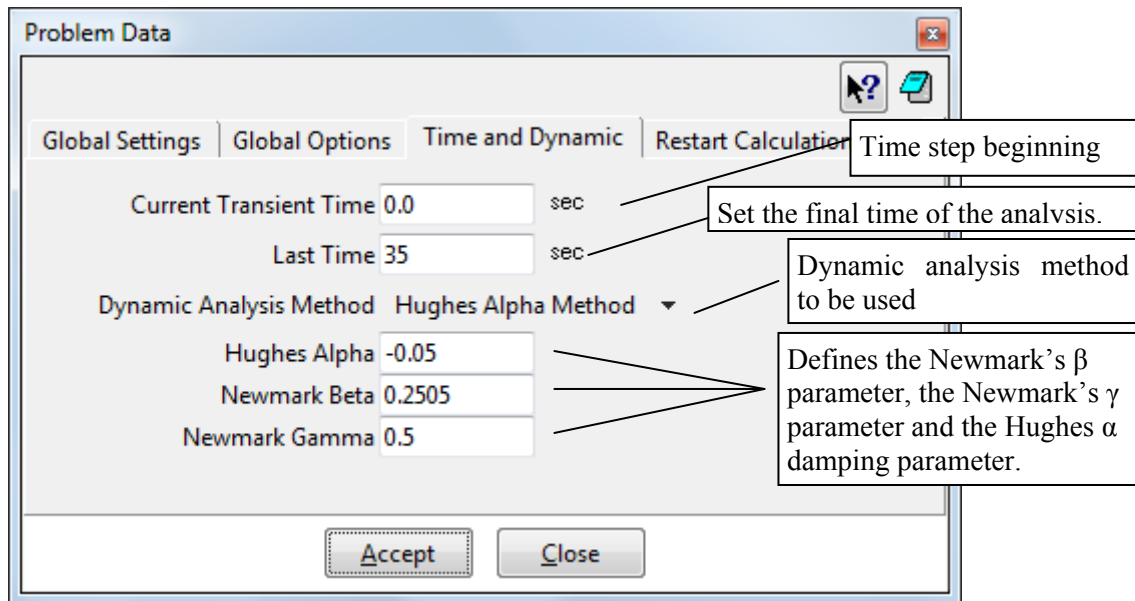 Problem Data
Global Settings
Global Options
Time and Dynamic
Restart Calculation
Current Transient Time 0.0 sec
Last Time 35 sec
Dynamic Analysis Method Hughes Alpha Method
Hughes Alpha -0.05
Newmark Beta 0.2505
Newmark Gamma 0.5
Accept
Close
Time step beginning
Set the final time of the analysis.
Dynamic analysis method
to be used
Defines the Newmark’s β
parameter, the Newmark’s γ
parameter and the Hughes α
damping parameter.